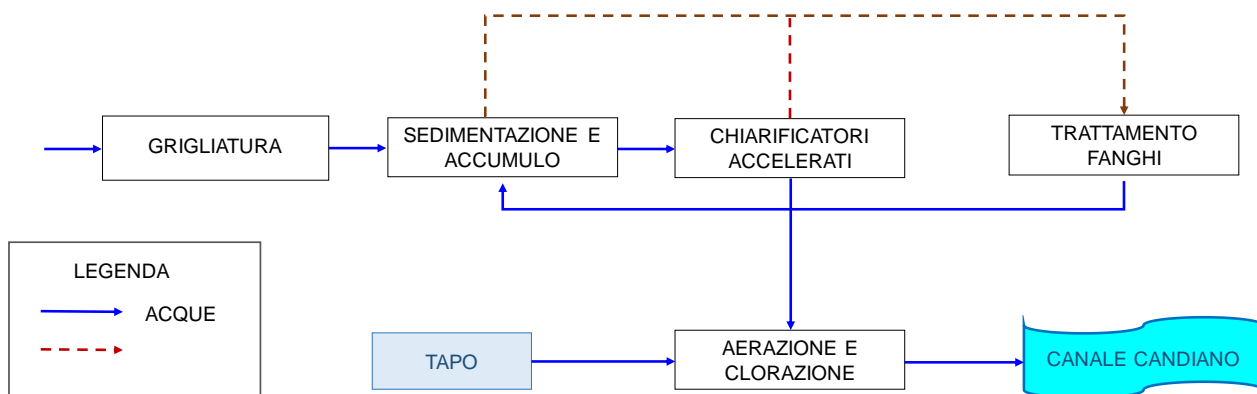 GRIGLIATURA
SEDIMENTAZIONE E
ACCUMULO
CHIARIFICATORI
ACCELERATI
TRATTAMENTO
FANGHI
LEGENDA
ACQUE
TAPO
AERAZIONE E
CLORAZIONE
CANALE CANDIANO